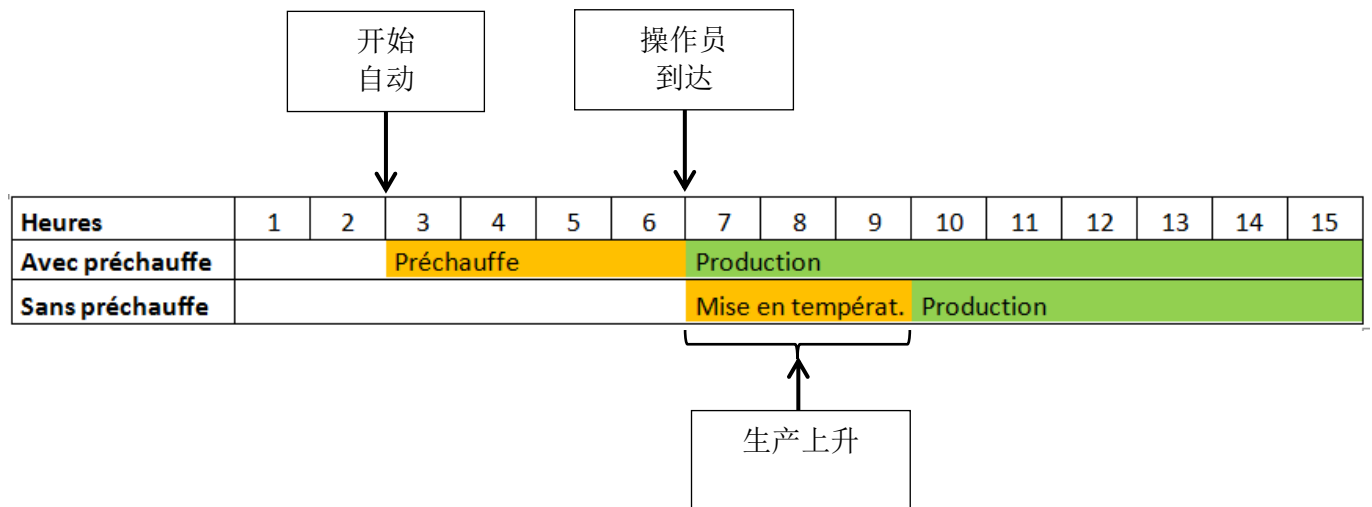 开始
自动
操作员
到达
Heures 1 2 3 4 5 6 7 8 9 10 11 12 13 14 15
Avec préchauffe Préchauffe Production
Sans préchauffe Mise en températ. Production
生产上升